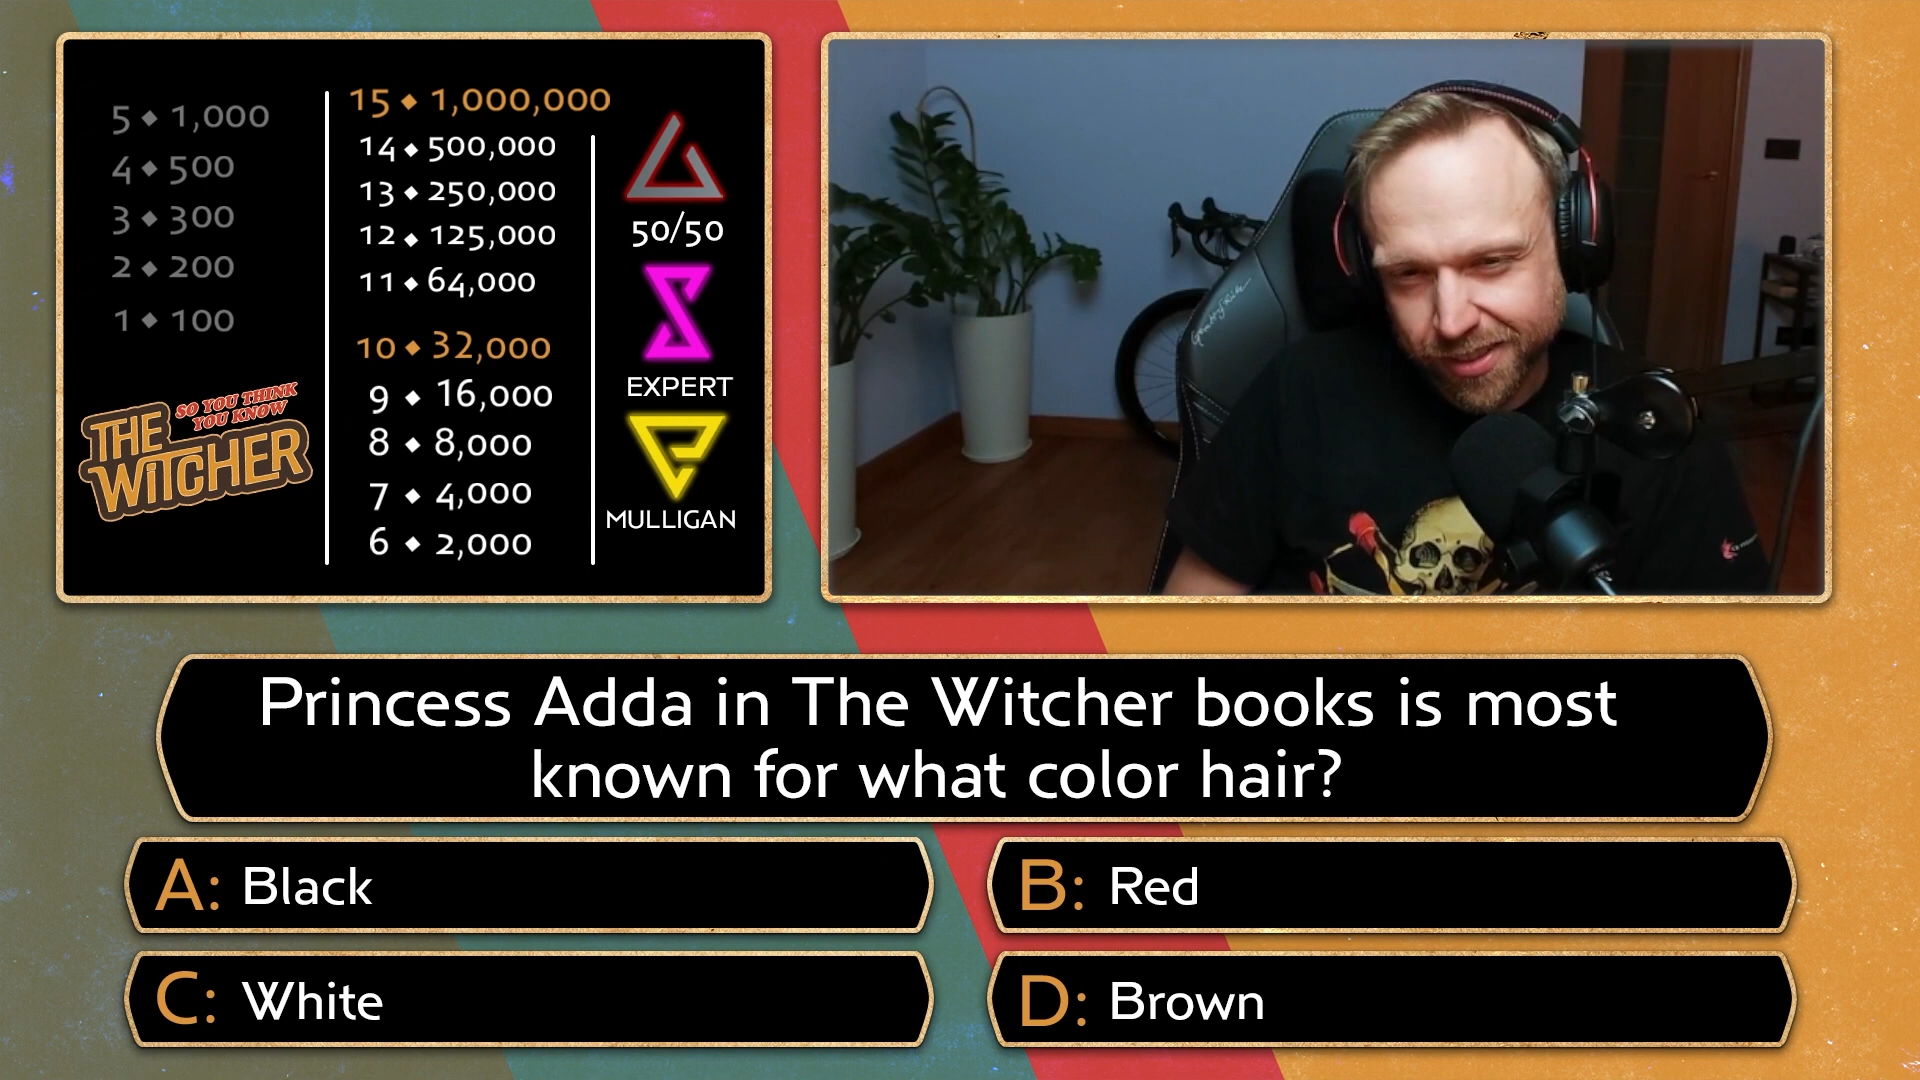 5 ◆ 1,000
4 ◆ 500
3 ◆ 300
2 ◆ 200
1 ◆ 100
SO YOU THINK
YOU KNOW
THE
WITCHER
15 ◆ 1,000,000
14 ◆ 500,000
13 ◆ 250,000
12 ◆ 125,000
11 ◆ 64,000
10 ◆ 32,000
9 ◆ 16,000
8 ◆ 8,000
7 ◆ 4,000
6 ◆ 2,000
50/50
EXPERT
MULLIGAN
Princess Adda in The Witcher books is most
known for what color hair?
A: Black
B: Red
C: White
D: Brown